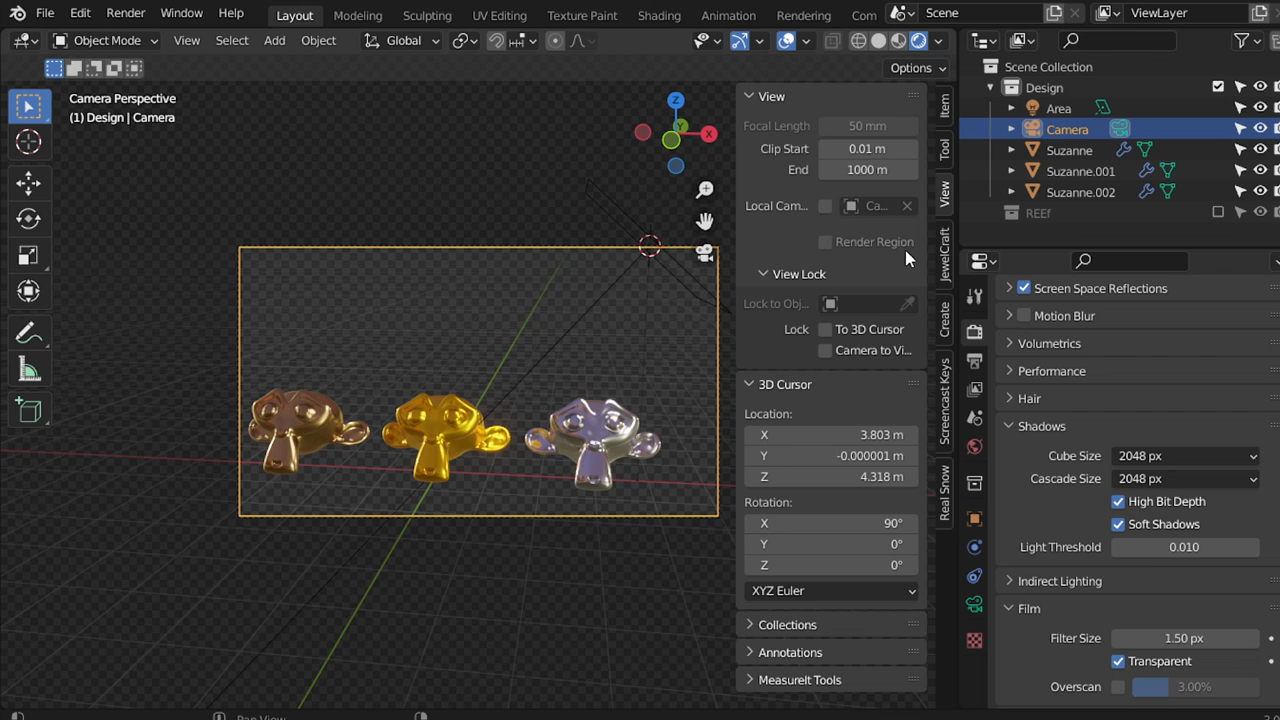 File Edit Render Window Help Layout Modeling Sculpting UV Editing Texture Paint Shading Animation Rendering Com Scene ViewLayer
Object Mode View Select Add Object Global
Options
Camera Perspective
(1) Design | Camera
Z
Y
X
View
Focal Length 50 mm
Clip Start 0.01 m
End 1000 m
Local Cam... Ca...
Render Region
View Lock
Lock to Obj...
Lock To 3D Cursor
Camera to Vi...
3D Cursor
Location:
X 3.803 m
Y -0.000001 m
Z 4.318 m
Rotation:
X 90°
Y 0°
Z 0°
XYZ Euler
Collections
Annotations
MeasureIt Tools
Item
Tool
View
JewelCraft
Create
Screencast Keys
Real Snow
Scene Collection
Design
Area
Camera
Suzanne
Suzanne.001
Suzanne.002
REEf
Screen Space Reflections
Motion Blur
Volumetrics
Performance
Hair
Shadows
Cube Size 2048 px
Cascade Size 2048 px
High Bit Depth
Soft Shadows
Light Threshold 0.010
Indirect Lighting
Film
Filter Size 1.50 px
Transparent
Overscan 3.00%
Pan View